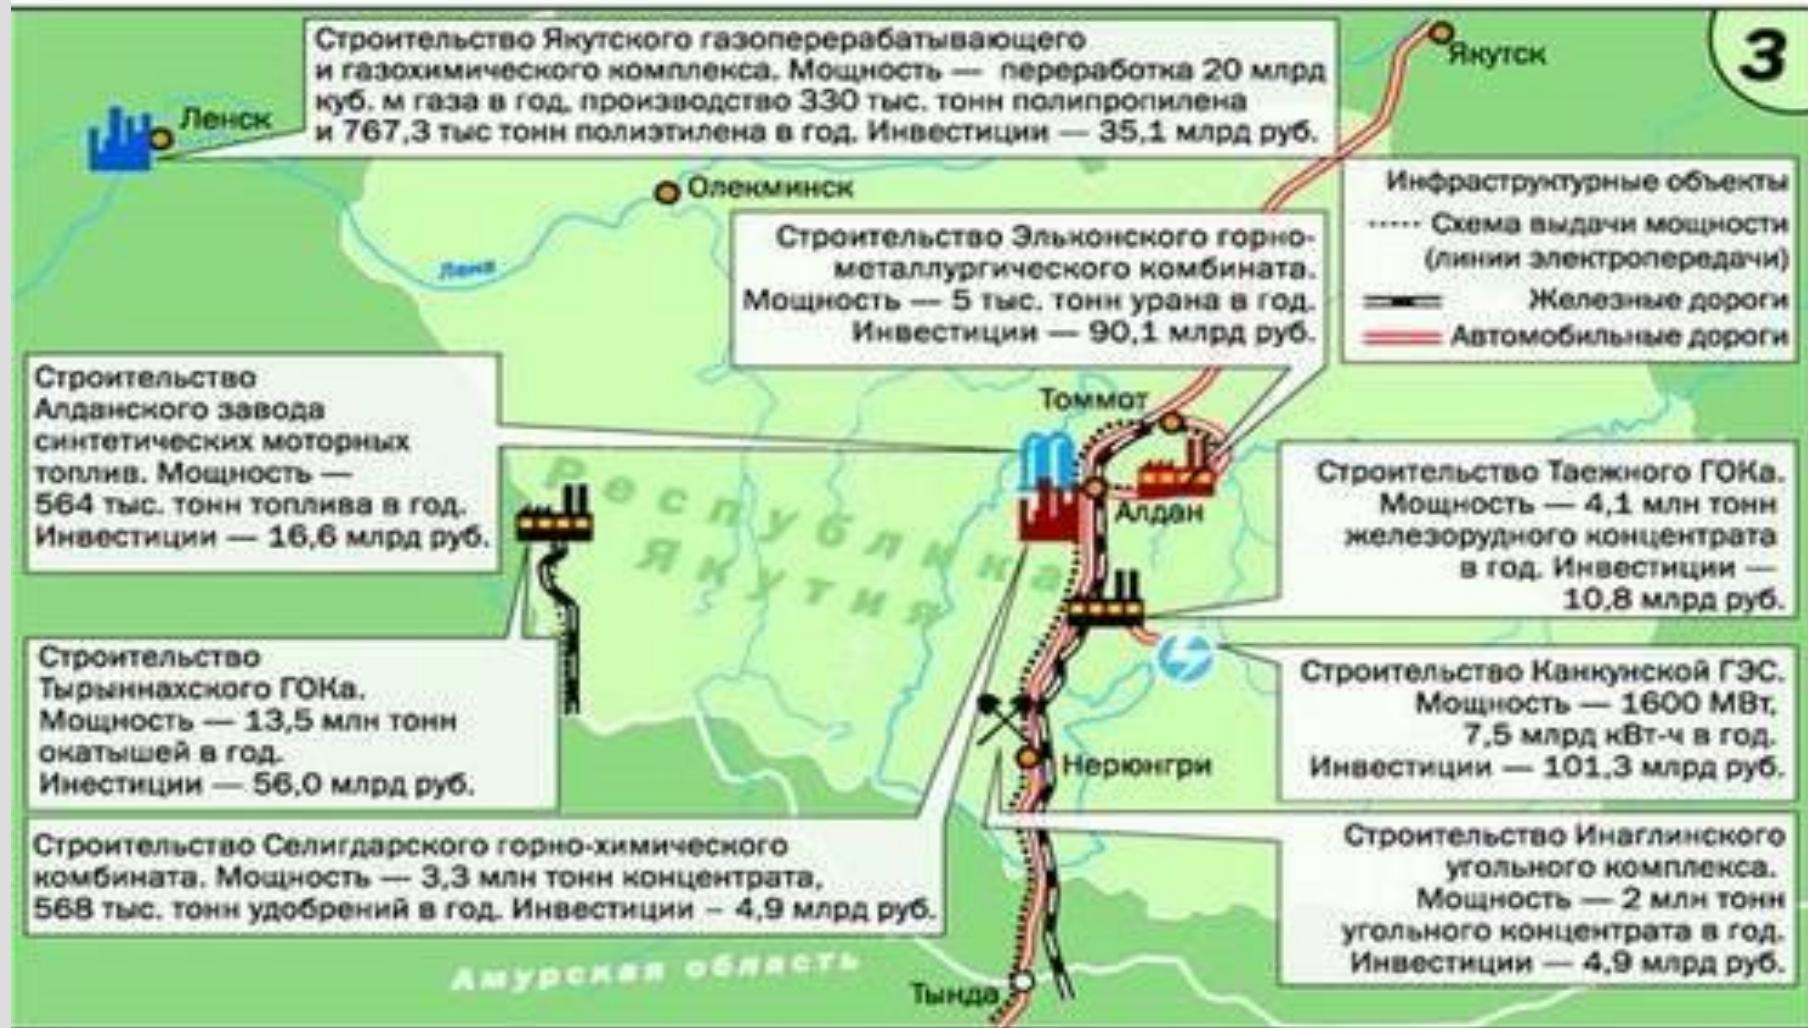 3
Строительство Якутского газоперерабатывающего
и газохимического комплекса. Мощность — переработка 20 млрд
куб. м газа в год, производство 330 тыс. тонн полипропилена
и 767,3 тыс тонн полиэтилена в год. Инвестиции — 35,1 млрд руб.
Якутск
Ленск
Олекминск
Лена
Инфраструктурные объекты
Схема выдачи мощности
(линии электропередачи)
Железные дороги
Автомобильные дороги
Строительство Эльконского горно-
металлургического комбината.
Мощность — 5 тыс. тонн урана в год.
Инвестиции — 90,1 млрд руб.
Строительство
Алданского завода
синтетических моторных
топлив. Мощность —
564 тыс. тонн топлива в год.
Инвестиции — 16,6 млрд руб.
Томмот
Алдан
Республика
Якутия
Строительство Таежного ГОКа.
Мощность — 4,1 млн тонн
железорудного концентрата
в год. Инвестиции —
10,8 млрд руб.
Строительство
Тырыннахского ГОКа.
Мощность — 13,5 млн тонн
окатышей в год.
Инестиции — 56,0 млрд руб.
Строительство Канкунской ГЭС.
Мощность — 1600 МВт,
7,5 млрд кВт-ч в год.
Инвестиции — 101,3 млрд руб.
Нерюнгри
Строительство Селигдарского горно-химического
комбината. Мощность — 3,3 млн тонн концентрата,
568 тыс. тонн удобрений в год. Инвестиции – 4,9 млрд руб.
Строительство Инаглинского
угольного комплекса.
Мощность — 2 млн тонн
угольного концентрата в год.
Инвестиции — 4,9 млрд руб.
Амурская область
Тында